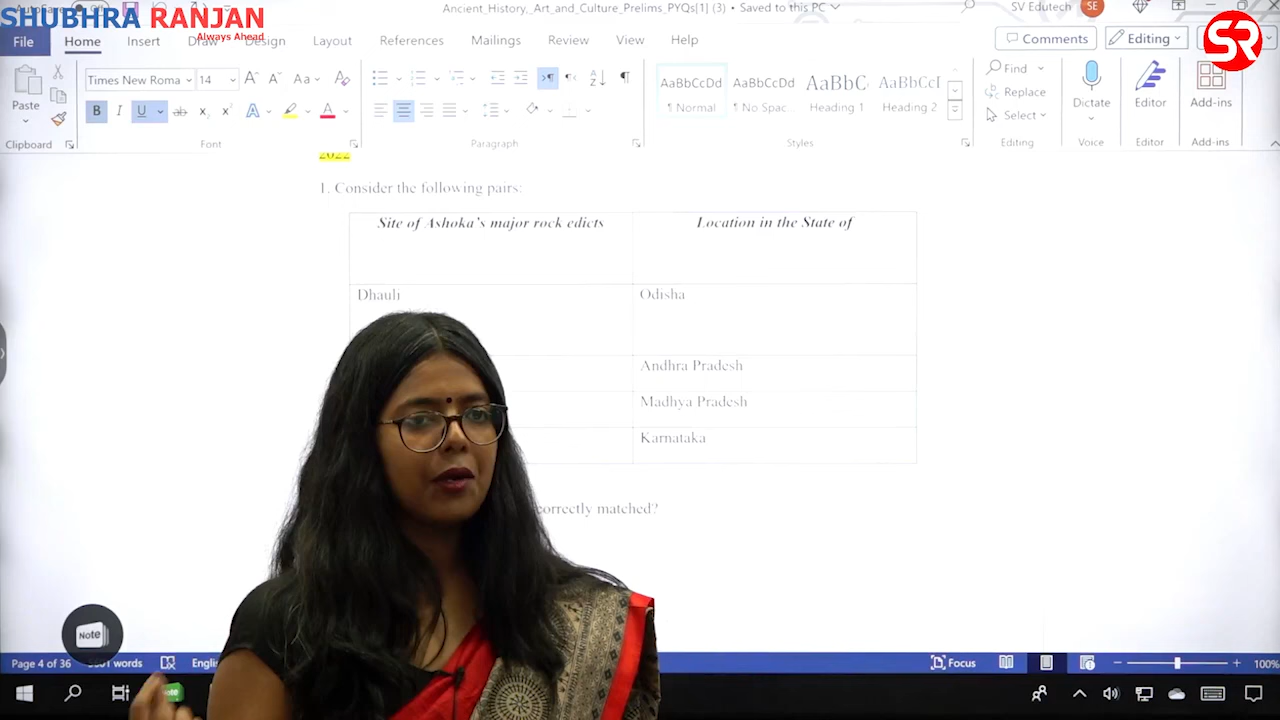 SHUBHRA RANJAN
Always Ahead
Ancient_History,_Art_and_Culture_Prelims_PYQs[1] (3) • Saved to this PC
SV Edutech
SE
SR
File
Home
Insert
Draw
Design
Layout
References
Mailings
Review
View
Help
Comments
Editing
Paste
Clipboard
Times New Roma
14
Font
Paragraph
AaBbCcDd
¶ Normal
AaBbCcDd
¶ No Spac...
AaBbC
Heading 1
AaBbCcI
Heading 2
Styles
Find
Replace
Select
Editing
Dictate
Voice
Editor
Editor
Add-ins
Add-ins
2022
1. Consider the following pairs:
Site of Ashoka's major rock edicts
Location in the State of
Dhauli
Odisha
Andhra Pradesh
Madhya Pradesh
Karnataka
correctly matched?
Note
Page 4 of 36
words
Focus
100%